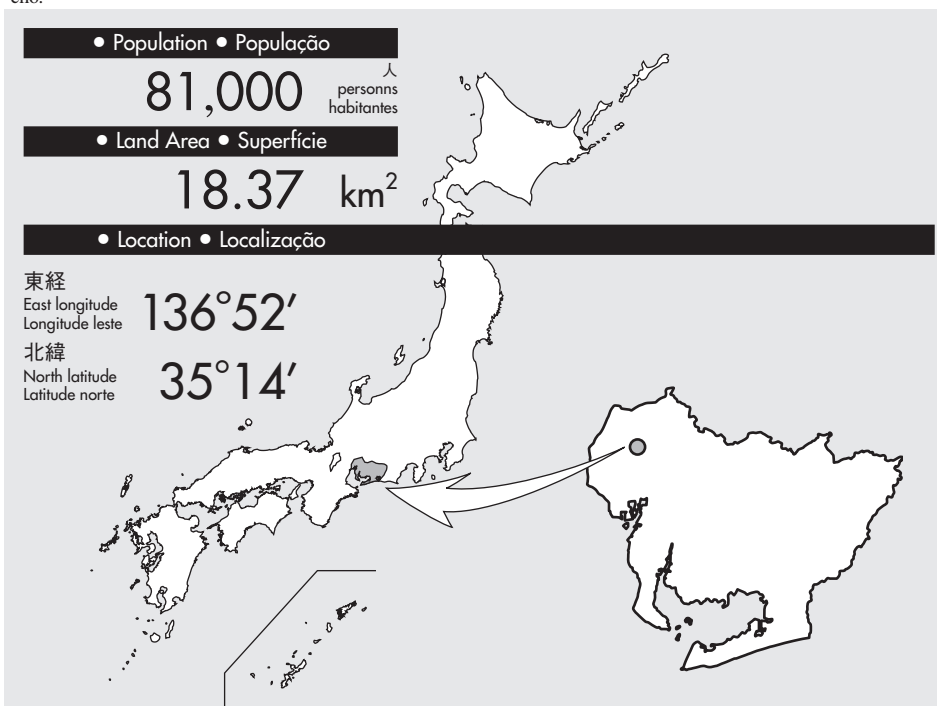 • Population • População
81,000
人
personns
habitantes
• Land Area • Superfície
18.37 km²
• Location • Localização
東経
East longitude
Longitude leste
136°52′
北緯
North latitude
Latitude norte
35°14′